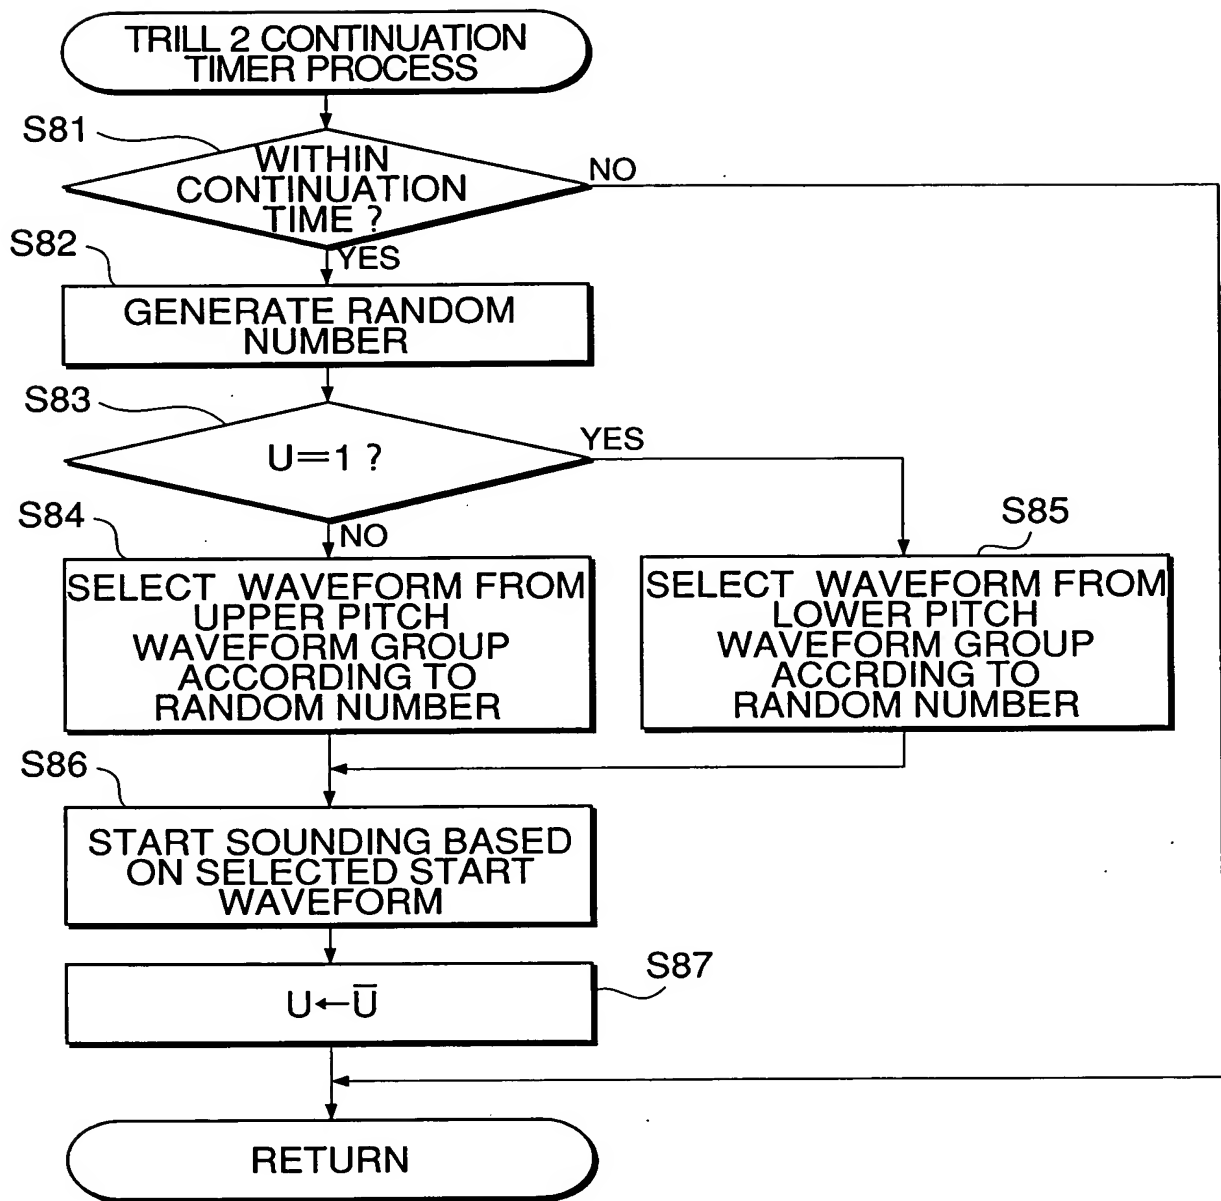 TRILL 2 CONTINUATION
TIMER PROCESS
S81
WITHIN
CONTINUATION
TIME ?
NO
YES
S82
GENERATE RANDOM
NUMBER
S83
U=1 ?
YES
NO
S84
SELECT WAVEFORM FROM
UPPER PITCH
WAVEFORM GROUP
ACCORDING TO
RANDOM NUMBER
S85
SELECT WAVEFORM FROM
LOWER PITCH
WAVEFORM GROUP
ACCRDING TO
RANDOM NUMBER
S86
START SOUNDING BASED
ON SELECTED START
WAVEFORM
S87
U←U̅
RETURN